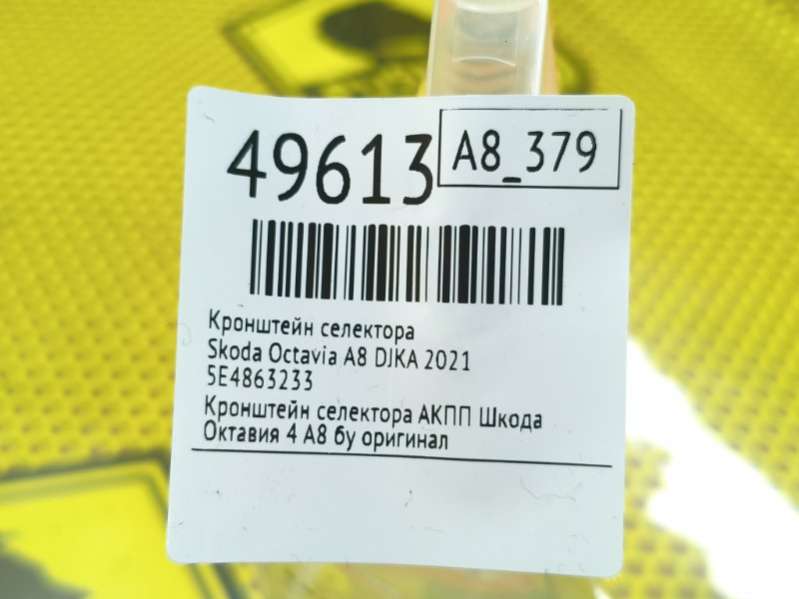 49613
A8_379
Кронштейн селектора
Skoda Octavia A8 DJKA 2021
5E4863233
Кронштейн селектора АКПП Шкода
Октавия 4 А8 бу оригинал